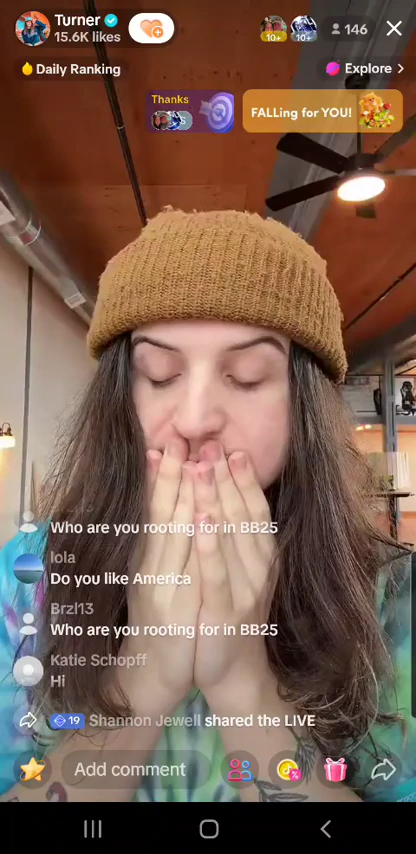 Turner
15.6K likes
10+ 10+
146
Daily Ranking
Explore >
Thanks
FALLing for YOU!
Who are you rooting for in BB25
lola
Do you like America
Brzl13
Who are you rooting for in BB25
Katie Schopff
Hi
19 Shannon Jewell shared the LIVE
Add comment